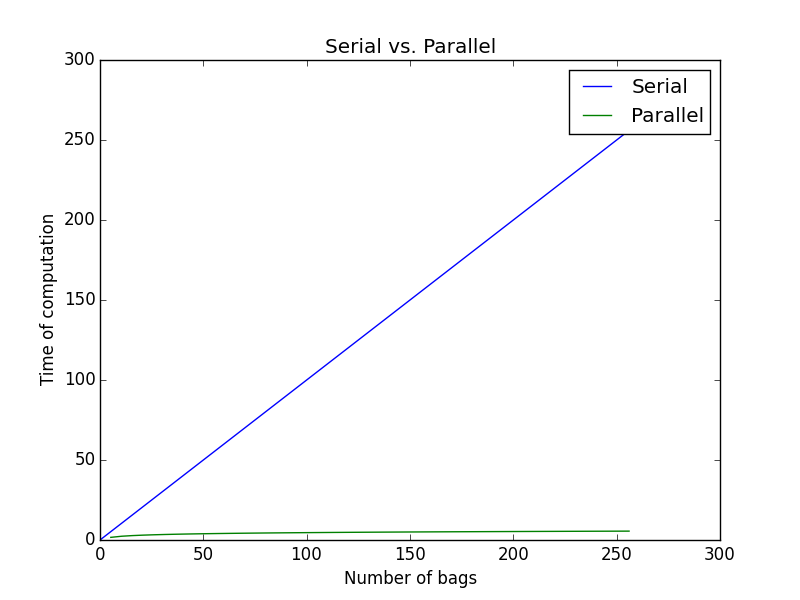 Serial vs. Parallel
300
250
200
150
100
50
0
Time of computation
Serial
Parallel
0 50 100 150 200 250 300
Number of bags